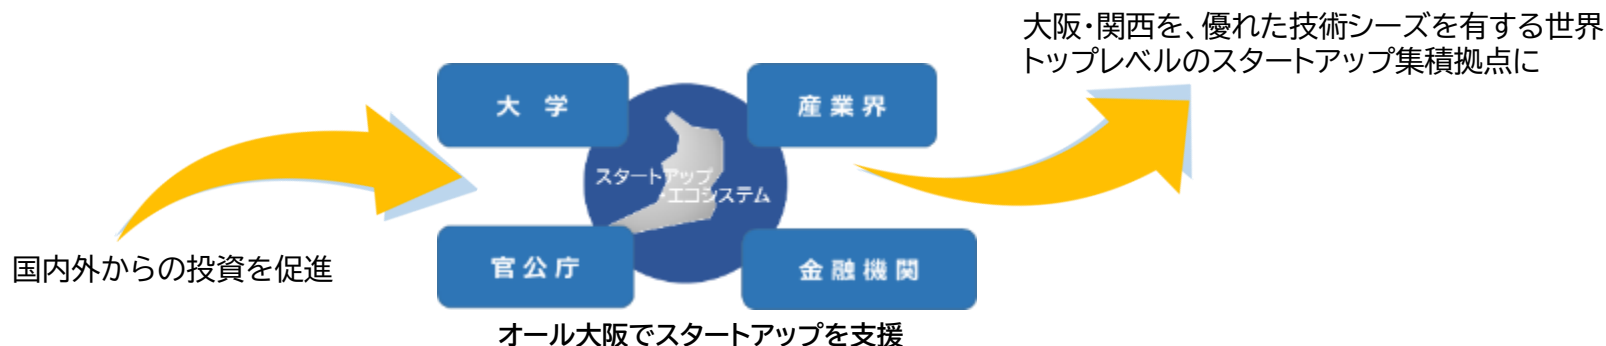 大阪・関西を、優れた技術シーズを有する世界
トップレベルのスタートアップ集積拠点に
大 学
産業界
スタートアップ
・エコシステム
国内外からの投資を促進
官公庁
金融機関
オール大阪でスタートアップを支援